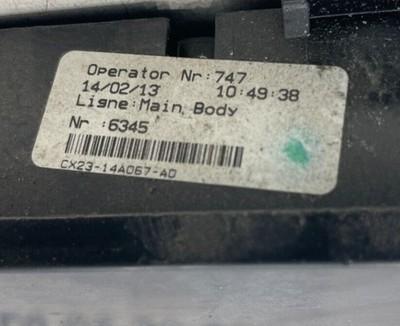 Operator Nr:747
14/02/13 10:49:38
Ligne:Main Body
Nr :6345
CX23-14A067-AD